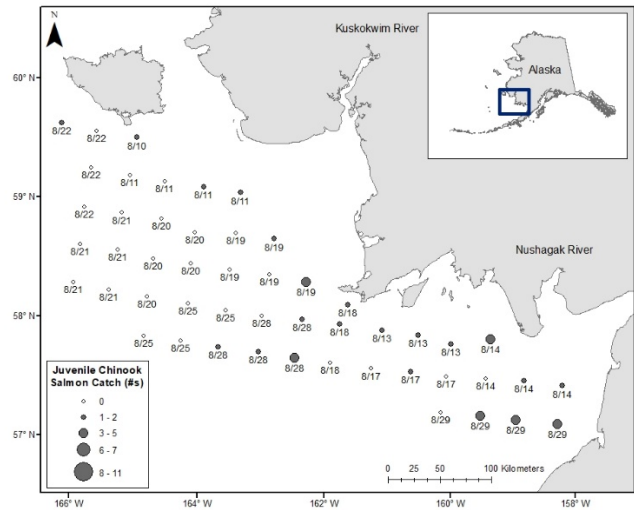 N
Kuskokwim River
Alaska
60° N
8/22 8/22 8/10
8/22 8/11 8/11 8/11 8/11
59° N
8/22 8/21 8/20 8/20 8/19 8/19
Nushagak River
8/21 8/21 8/20 8/20 8/19 8/19 8/19
8/21 8/21 8/20 8/25 8/25 8/28 8/28 8/18 8/18 8/13 8/13 8/13 8/14
58° N
8/25 8/25 8/28 8/28 8/28 8/18 8/17 8/17 8/17 8/14 8/14 8/14
8/29 8/29 8/29 8/29
57° N
Juvenile Chinook
Salmon Catch (#s)
0
1 - 2
3 - 5
6 - 7
8 - 11
0 25 50 100 Kilometers
166° W 164° W 162° W 160° W 158° W